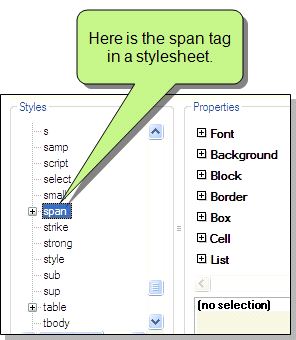 Here is the span tag
in a stylesheet.
Styles
s
samp
script
select
small
span
strike
strong
style
sub
sup
table
tbody
Properties
Font
Background
Block
Border
Box
Cell
List
(no selection)